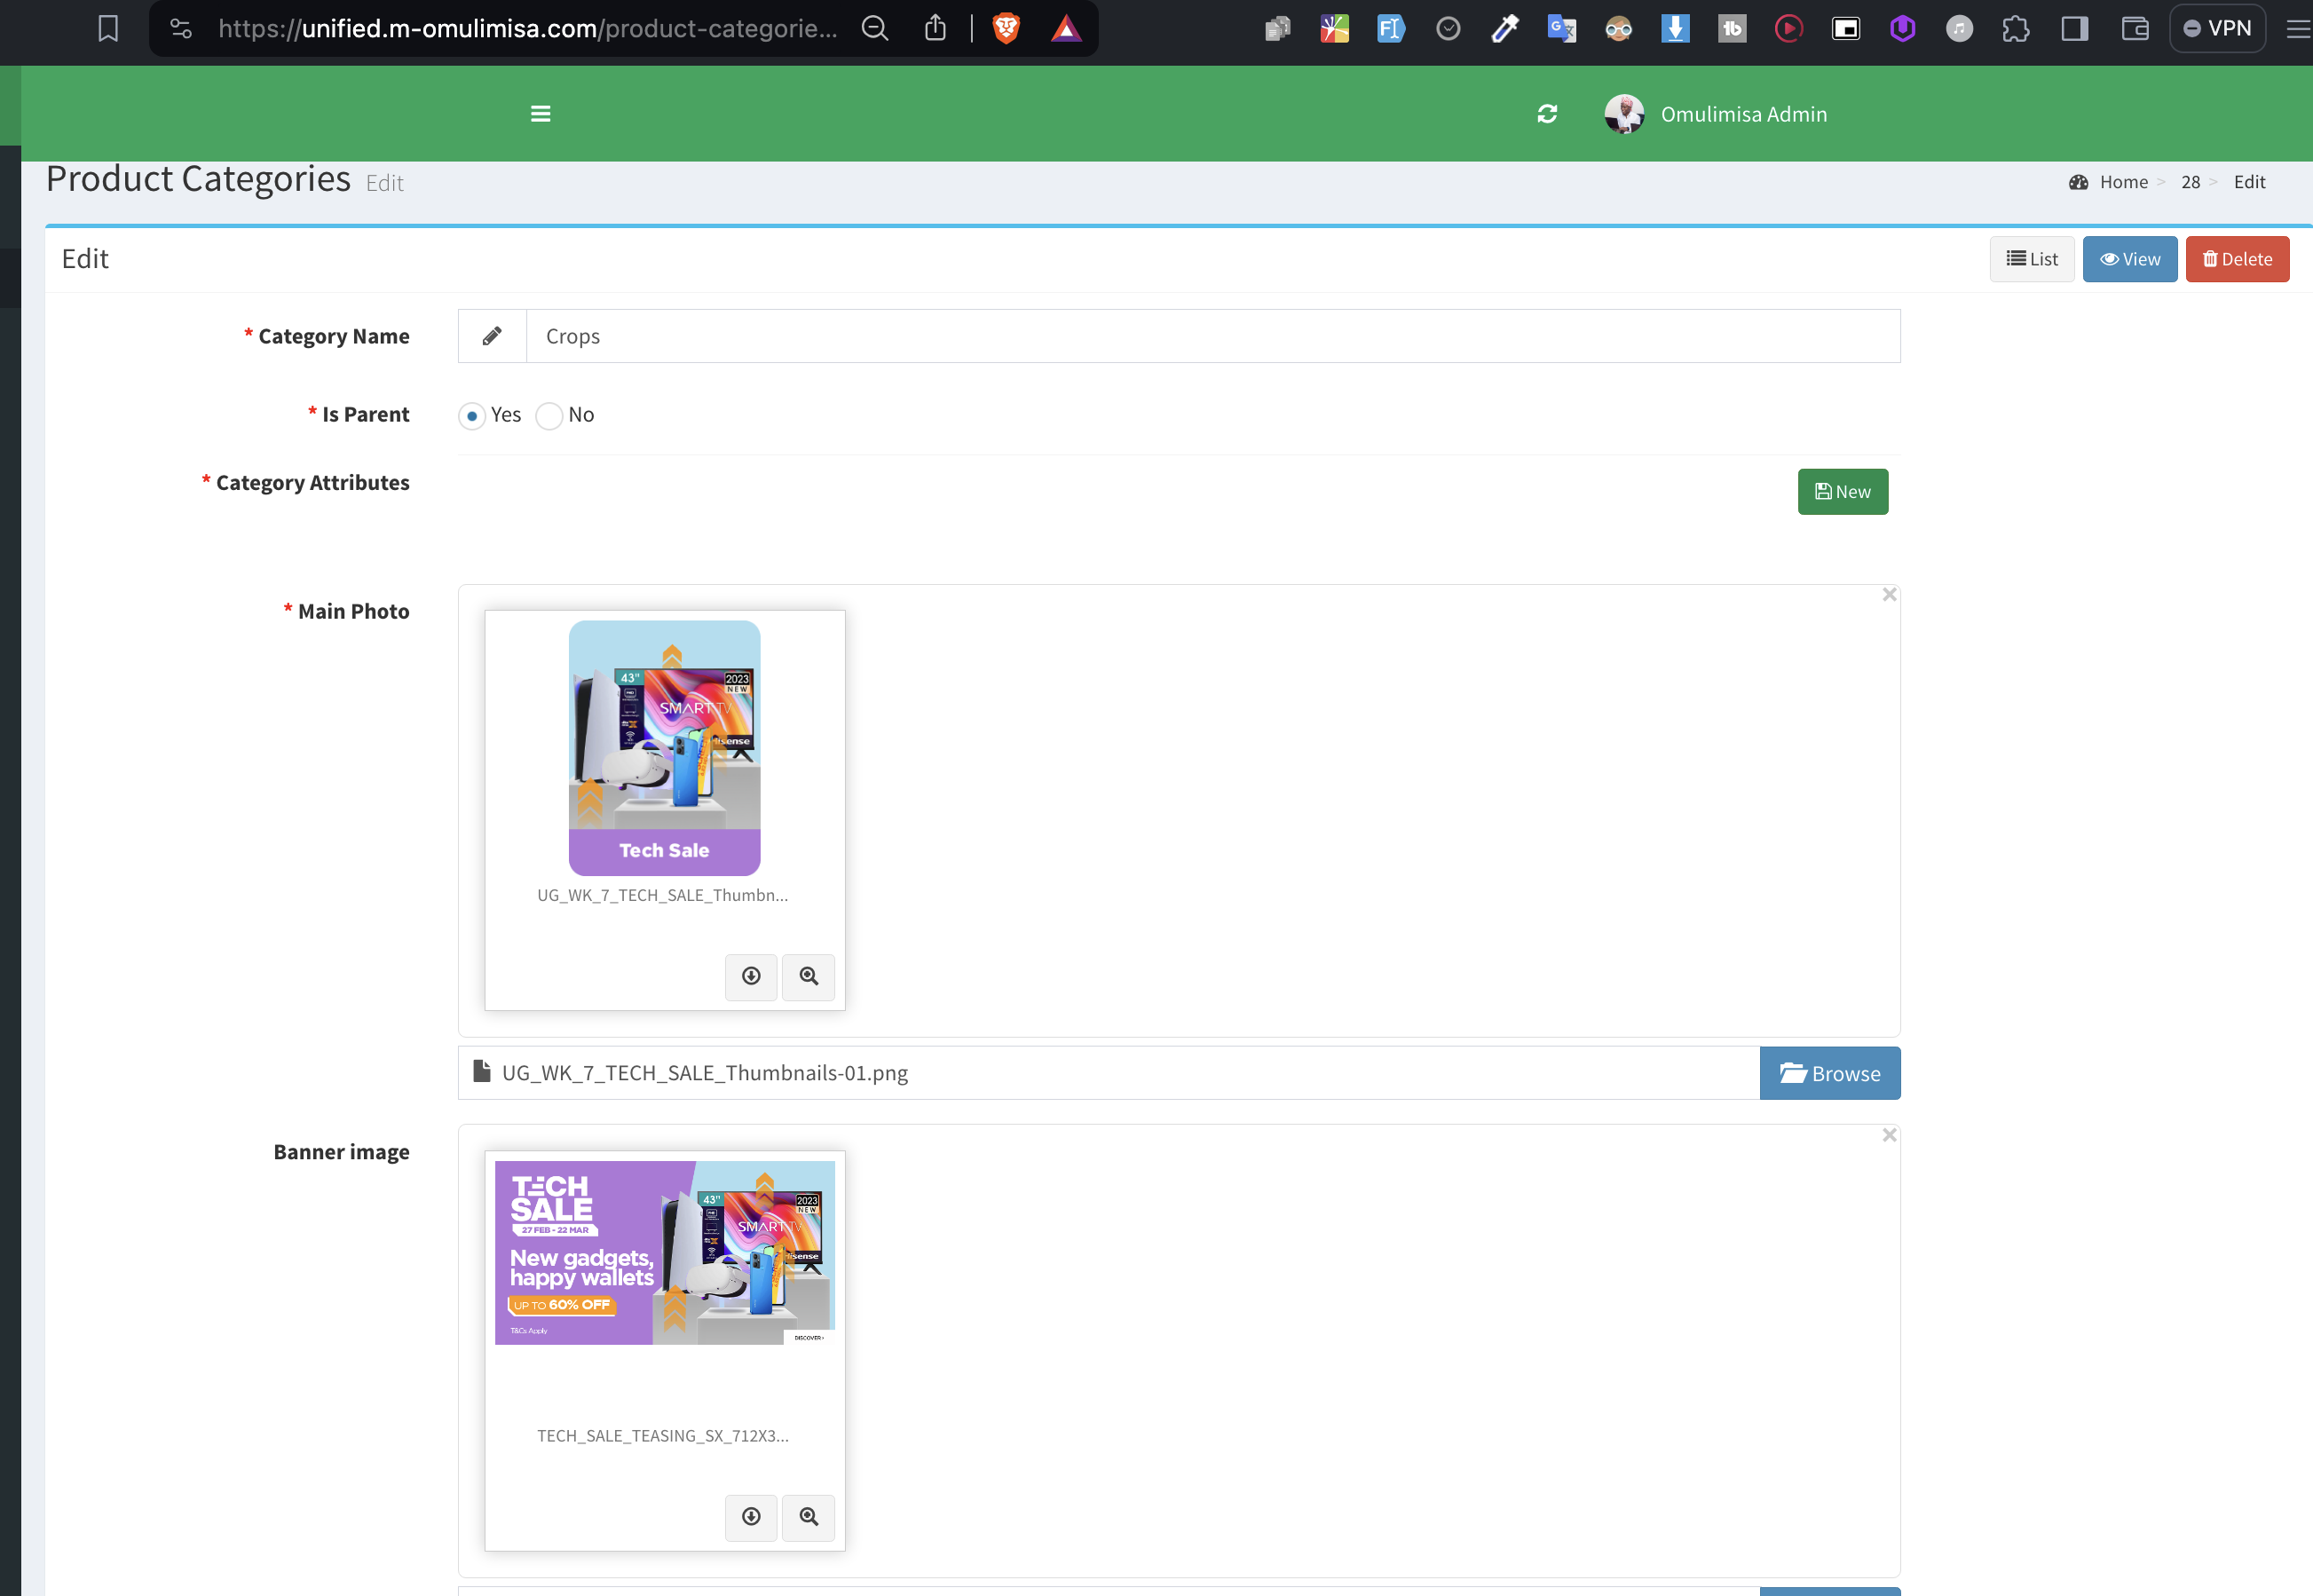 https://unified.m-omulimisa.com/product-categorie...
VPN
Omulimisa Admin
Product Categories Edit
Home > 28 > Edit
Edit
List
View
Delete
* Category Name
Crops
* Is Parent
Yes
No
* Category Attributes
New
* Main Photo
43"
2023
NEW
SMART TV
Hisense
Tech Sale
UG_WK_7_TECH_SALE_Thumbn...
UG_WK_7_TECH_SALE_Thumbnails-01.png
Browse
Banner image
TECH
SALE
27 FEB - 22 MAR
New gadgets,
happy wallets
UP TO 60% OFF
T&Cs Apply
43"
2023
NEW
SMART TV
Hisense
DISCOVER ›
TECH_SALE_TEASING_SX_712X3...